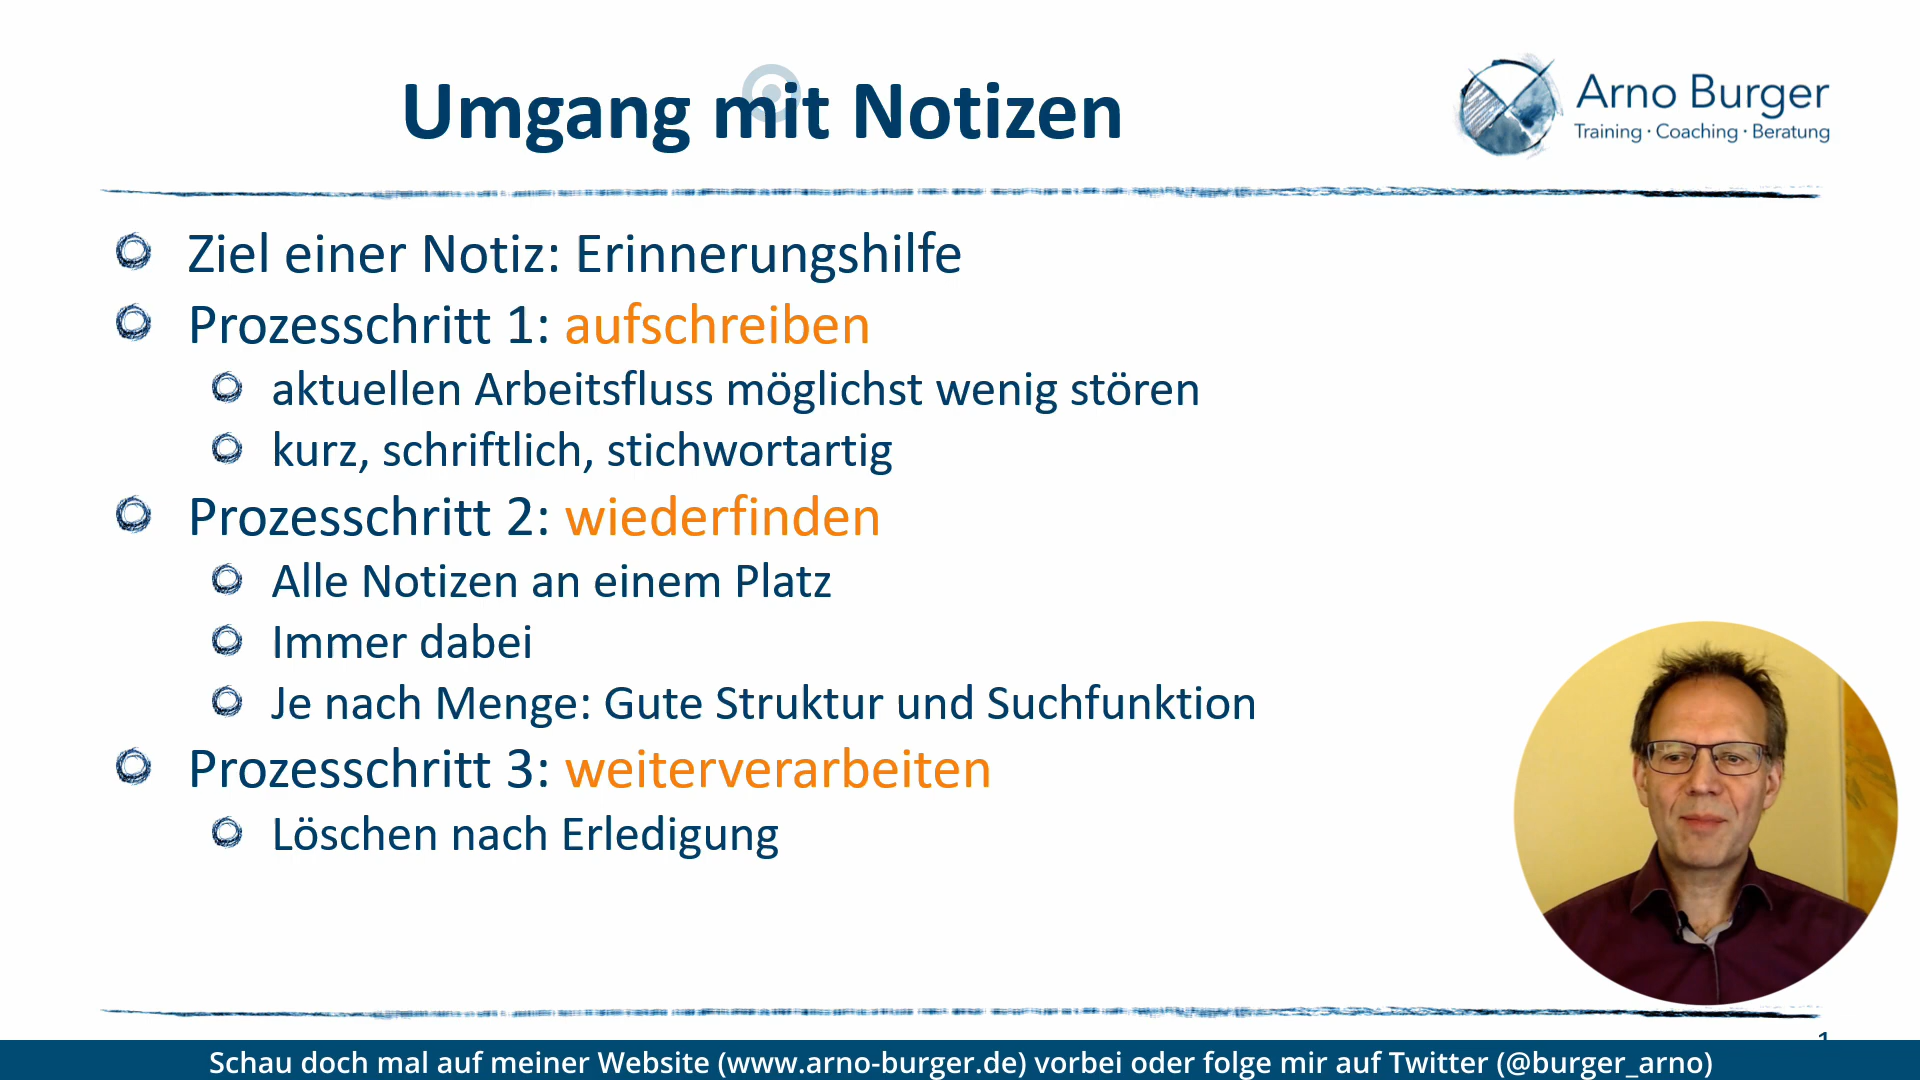 Umgang mit Notizen
Arno Burger
Training · Coaching · Beratung
Ziel einer Notiz: Erinnerungshilfe
Prozesschritt 1: aufschreiben
aktuellen Arbeitsfluss möglichst wenig stören
kurz, schriftlich, stichwortartig
Prozesschritt 2: wiederfinden
Alle Notizen an einem Platz
Immer dabei
Je nach Menge: Gute Struktur und Suchfunktion
Prozesschritt 3: weiterverarbeiten
Löschen nach Erledigung
1
Schau doch mal auf meiner Website (www.arno-burger.de) vorbei oder folge mir auf Twitter (@burger_arno)